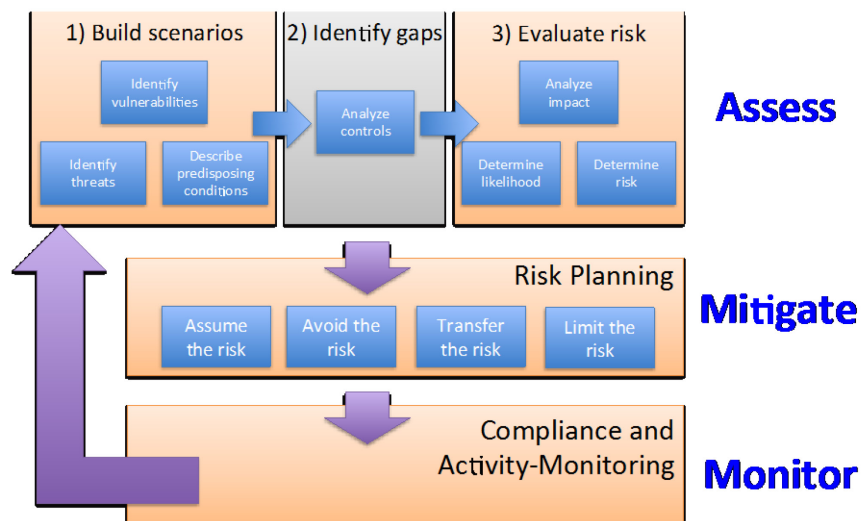 1) Build scenarios
Identify
vulnerabilities
Identify
threats
Describe
predisposing
conditions
2) Identify gaps
Analyze
controls
3) Evaluate risk
Analyze
impact
Determine
likelihood
Determine
risk
Assess
Risk Planning
Assume
the risk
Avoid the
risk
Transfer
the risk
Limit the
risk
Mitigate
Compliance and
Activity-Monitoring
Monitor